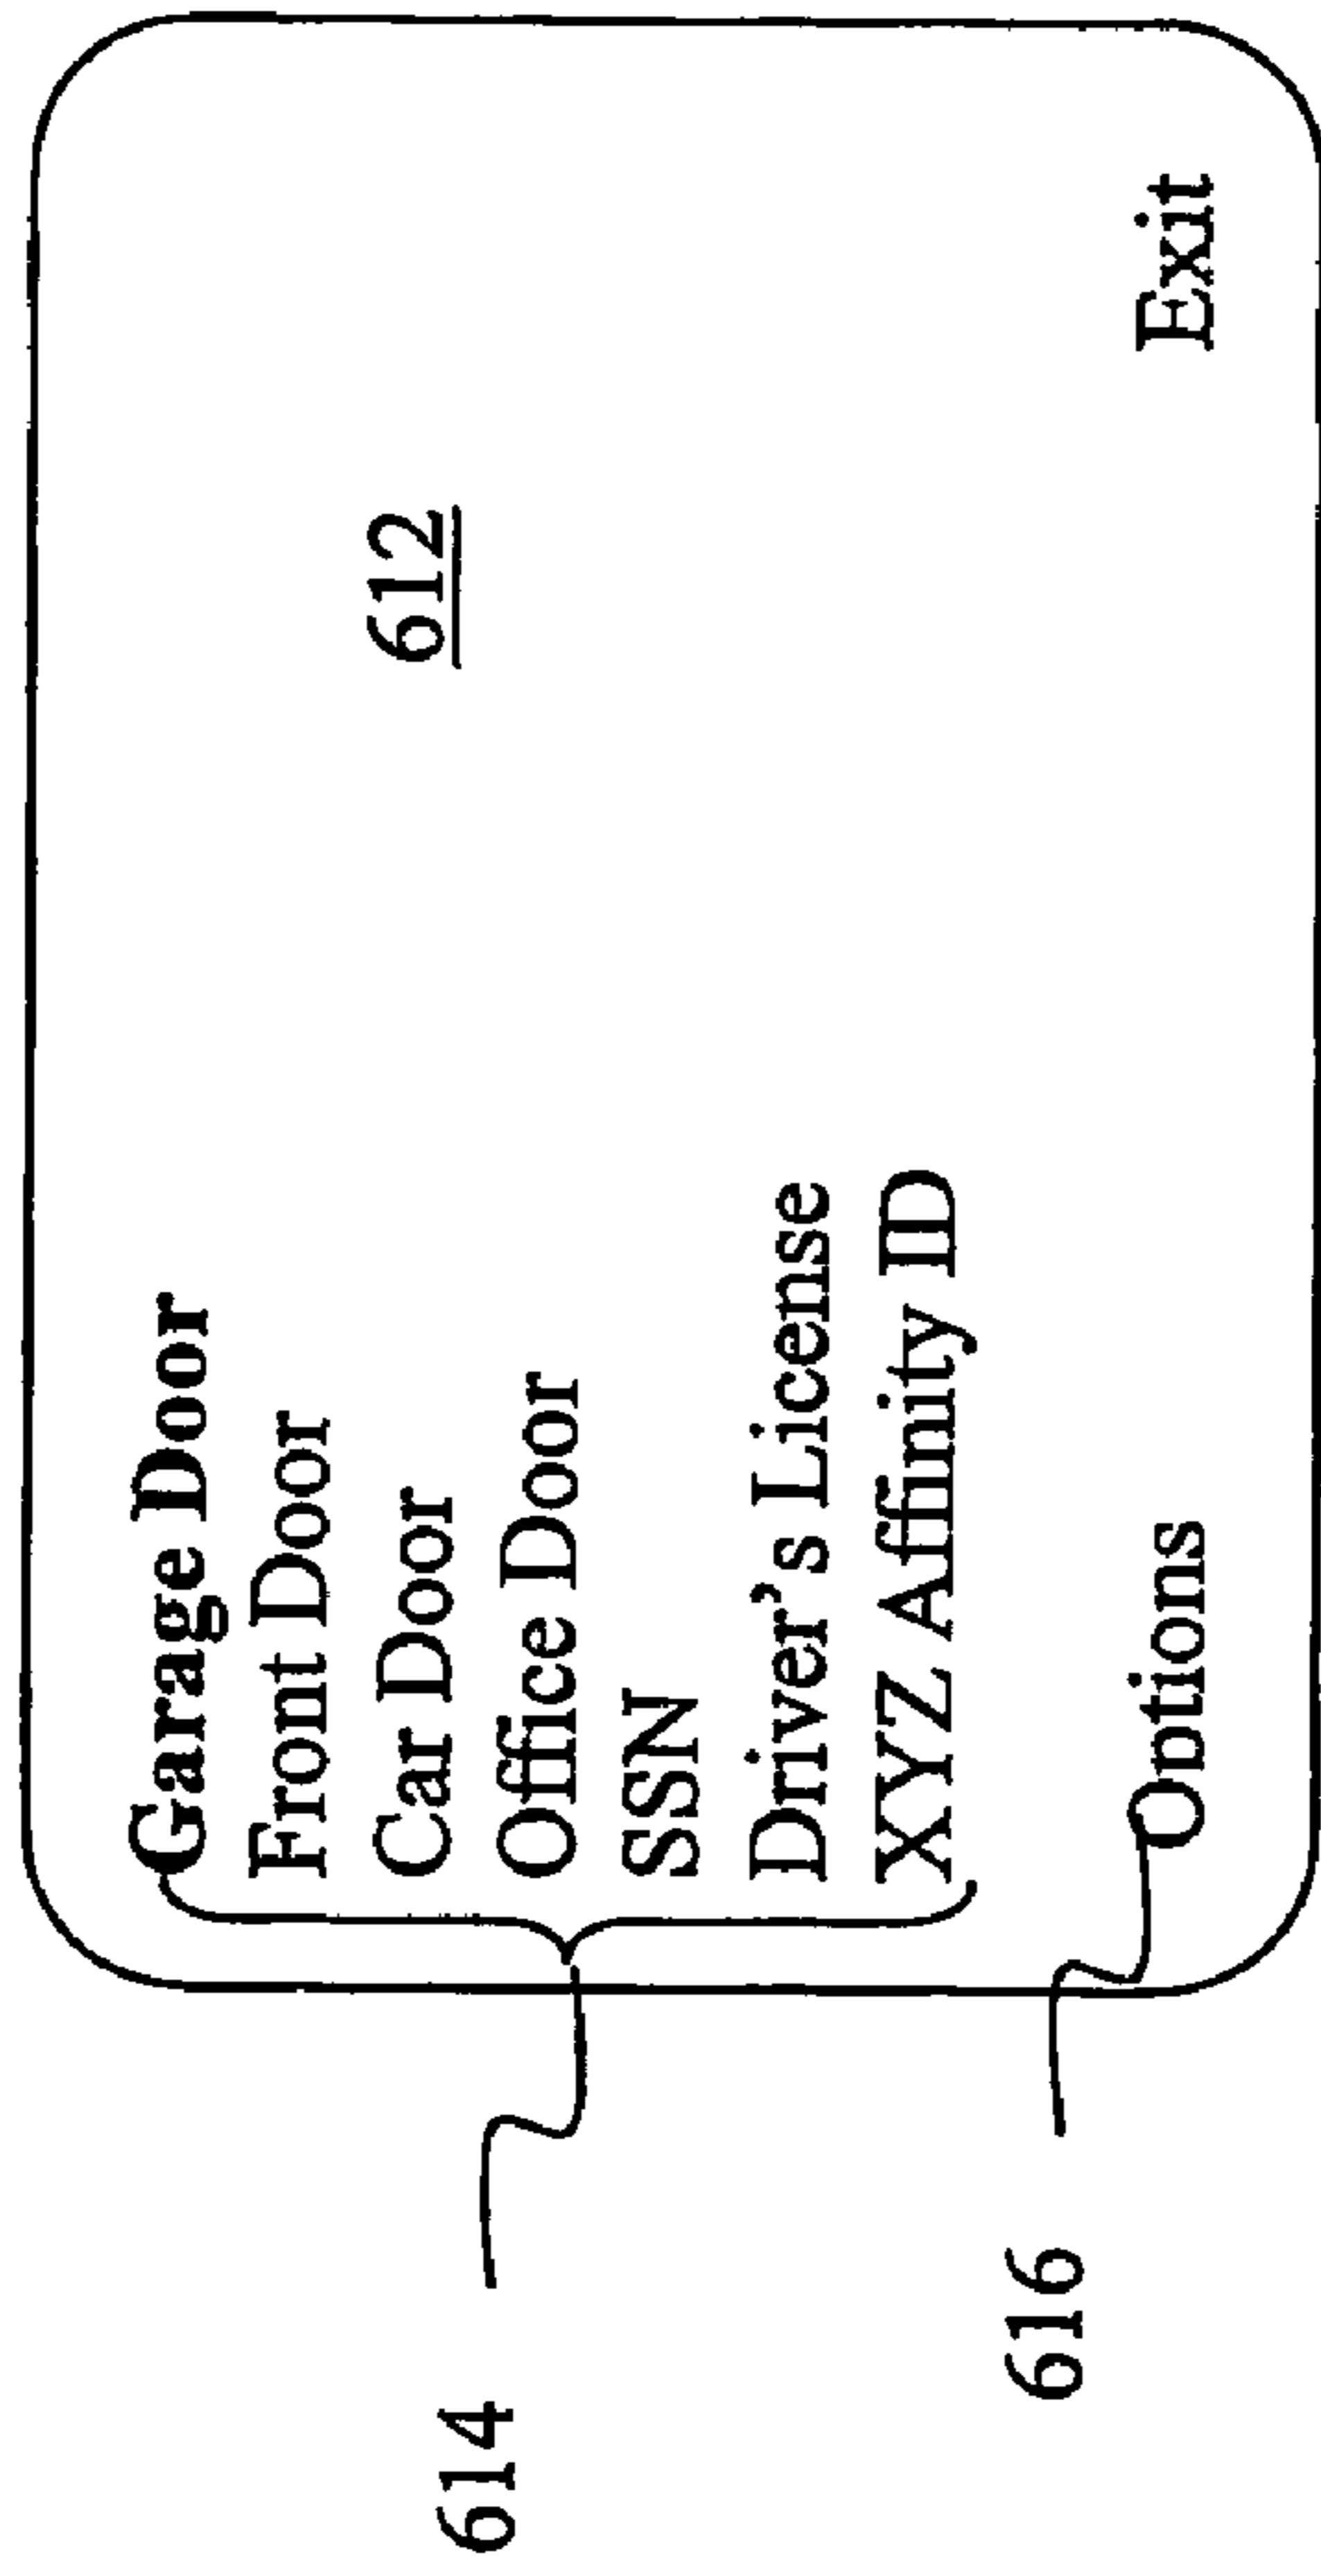 Garage Door
Front Door
Car Door
612
Office Door
614
SSN
Driver's License
XYZ Affinity ID
616
Options
Exit